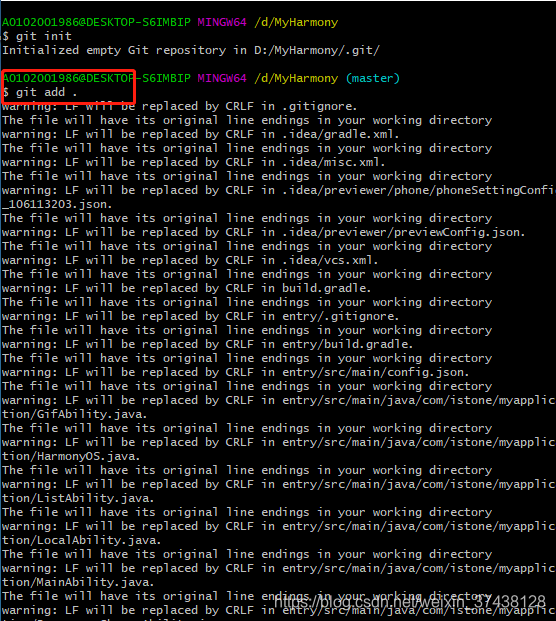 A0102001986@DESKTOP-S6IMBIP MINGW64 /d/MyHarmony
$ git init
Initialized empty Git repository in D:/MyHarmony/.git/
A0102001986@DESKTOP-S6IMBIP MINGW64 /d/MyHarmony (master)
$ git add .
warning: LF will be replaced by CRLF in .gitignore.
The file will have its original line endings in your working directory
warning: LF will be replaced by CRLF in .idea/gradle.xml.
The file will have its original line endings in your working directory
warning: LF will be replaced by CRLF in .idea/misc.xml.
The file will have its original line endings in your working directory
warning: LF will be replaced by CRLF in .idea/previewer/phone/phoneSettingConfig
_106113203.json.
The file will have its original line endings in your working directory
warning: LF will be replaced by CRLF in .idea/previewer/previewConfig.json.
The file will have its original line endings in your working directory
warning: LF will be replaced by CRLF in .idea/vcs.xml.
The file will have its original line endings in your working directory
warning: LF will be replaced by CRLF in build.gradle.
The file will have its original line endings in your working directory
warning: LF will be replaced by CRLF in entry/.gitignore.
The file will have its original line endings in your working directory
warning: LF will be replaced by CRLF in entry/build.gradle.
The file will have its original line endings in your working directory
warning: LF will be replaced by CRLF in entry/src/main/config.json.
The file will have its original line endings in your working directory
warning: LF will be replaced by CRLF in entry/src/main/java/com/istone/myapplic
tion/GifAbility.java.
The file will have its original line endings in your working directory
warning: LF will be replaced by CRLF in entry/src/main/java/com/istone/myapplic
tion/HarmonyOS.java.
The file will have its original line endings in your working directory
warning: LF will be replaced by CRLF in entry/src/main/java/com/istone/myapplic
tion/ListAbility.java.
The file will have its original line endings in your working directory
warning: LF will be replaced by CRLF in entry/src/main/java/com/istone/myapplic
tion/LocalAbility.java.
The file will have its original line endings in your working directory
warning: LF will be replaced by CRLF in entry/src/main/java/com/istone/myapplic
tion/MainAbility.java.
The file will have its original line endings in your working directory
warning: LF will be replaced by CRLF in entry/src/main/java/com/istone/myapplic
https://blog.csdn.net/weixin_37438128